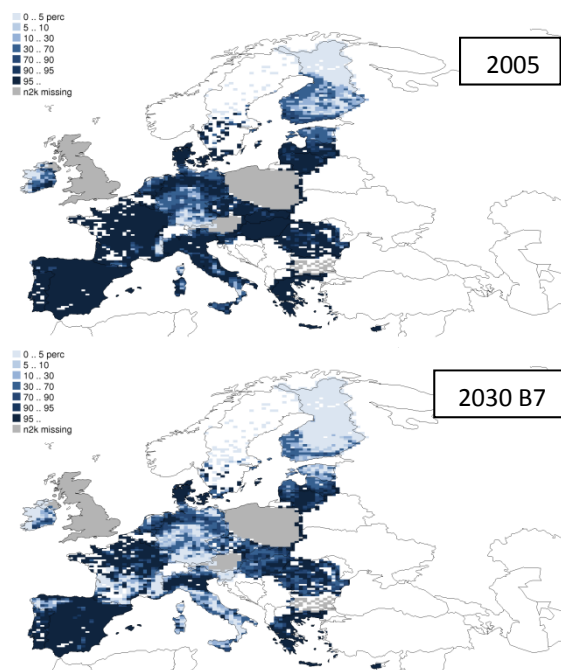 0 .. 5 perc
5 .. 10
10 .. 30
30 .. 70
70 .. 90
90 .. 95
95 ..
n2k missing
2005
0 .. 5 perc
5 .. 10
10 .. 30
30 .. 70
70 .. 90
90 .. 95
95 ..
n2k missing
2030 B7